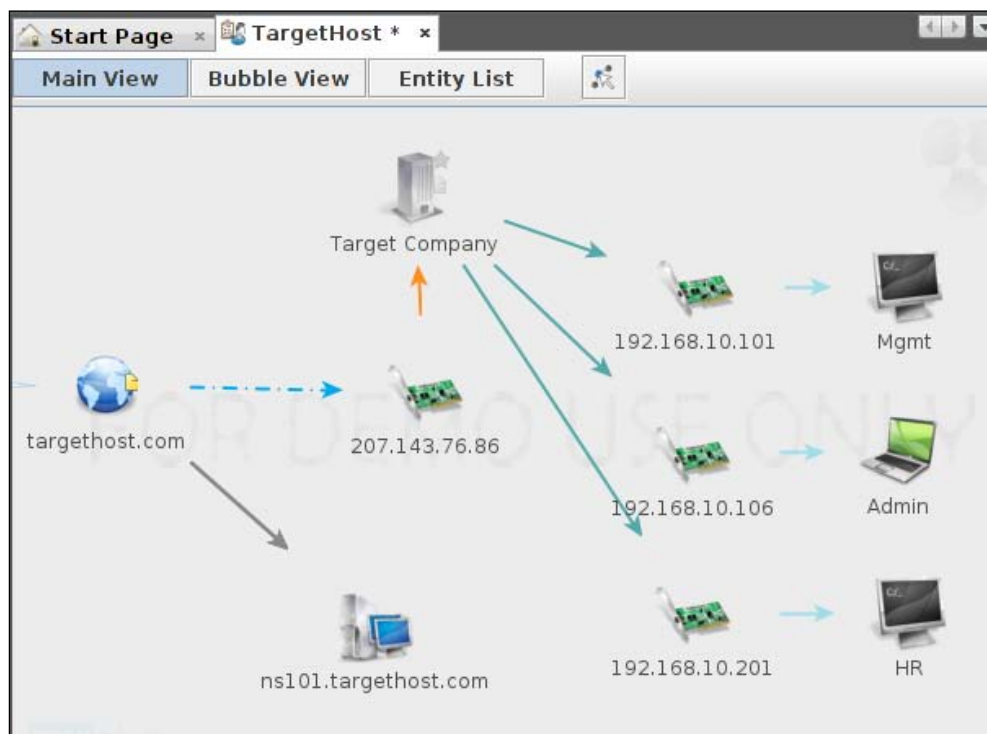 Start Page
TargetHost *
Main View
Bubble View
Entity List
Target Company
192.168.10.101
Mgmt
targethost.com
207.143.76.86
FOR DEMO USE ONLY
192.168.10.106
Admin
ns101.targethost.com
192.168.10.201
HR